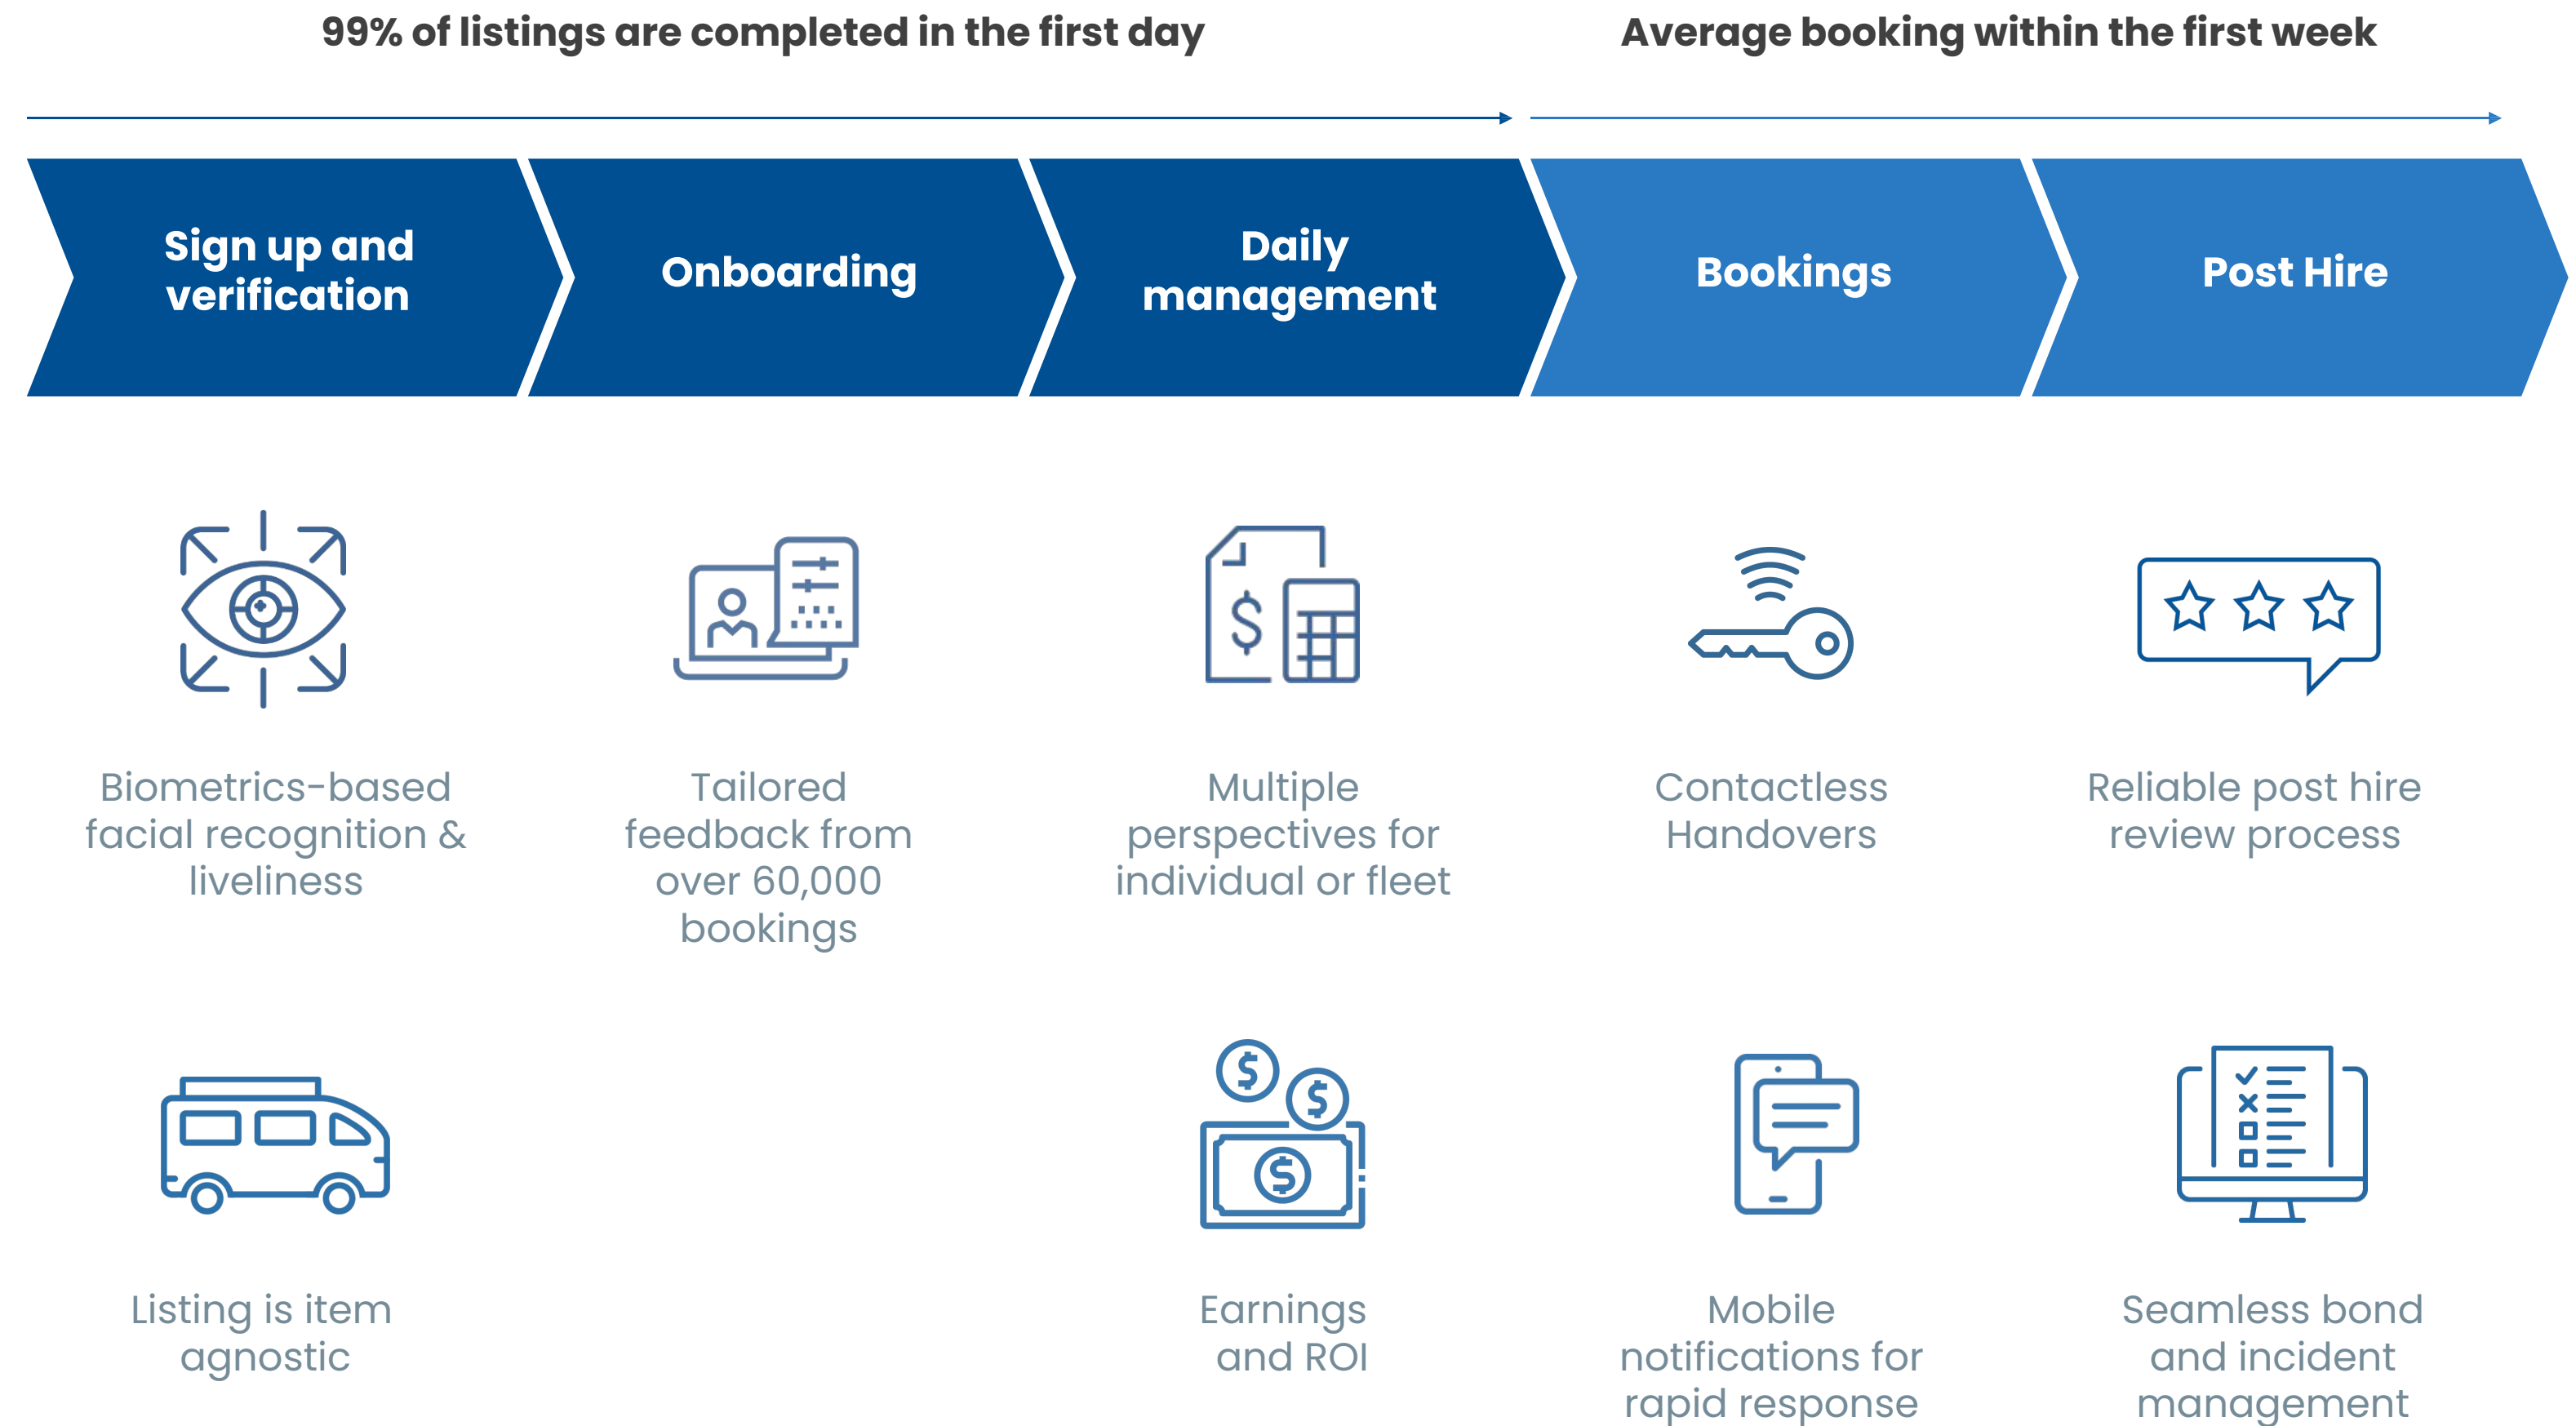 99% of listings are completed in the first day
Average booking within the first week
Sign up and
verification
Onboarding
Daily
management
Bookings
Post Hire
Biometrics-based
facial recognition &
liveliness
Tailored
feedback from
over 60,000
bookings
Multiple
perspectives for
individual or fleet
Contactless
Handovers
Reliable post hire
review process
Listing is item
agnostic
Earnings
and ROI
Mobile
notifications for
rapid response
Seamless bond
and incident
management